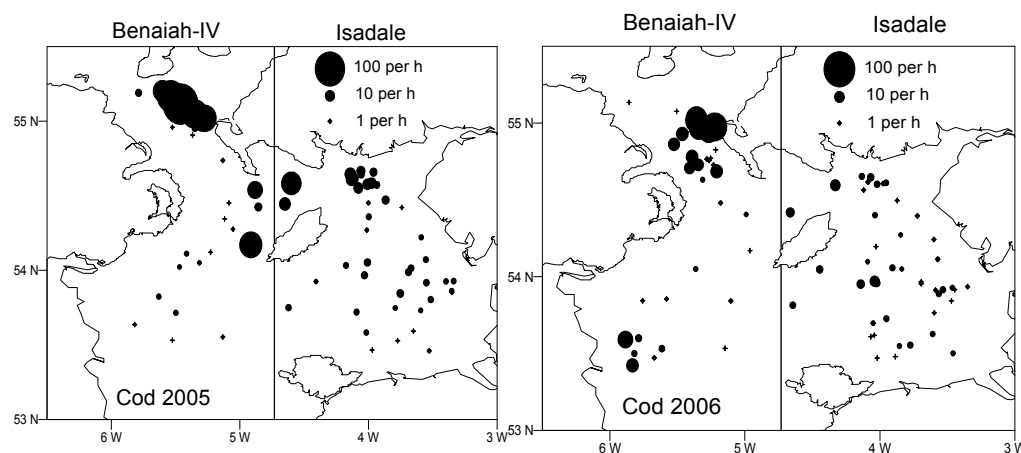 Benaiah-IV Isadale
100 per h
10 per h
1 per h
55 N
54 N
53 N
Cod 2005
6 W 5 W 4 W 3 W
Benaiah-IV Isadale
100 per h
10 per h
1 per h
55 N
54 N
53 N
Cod 2006
6 W 5 W 4 W 3 W